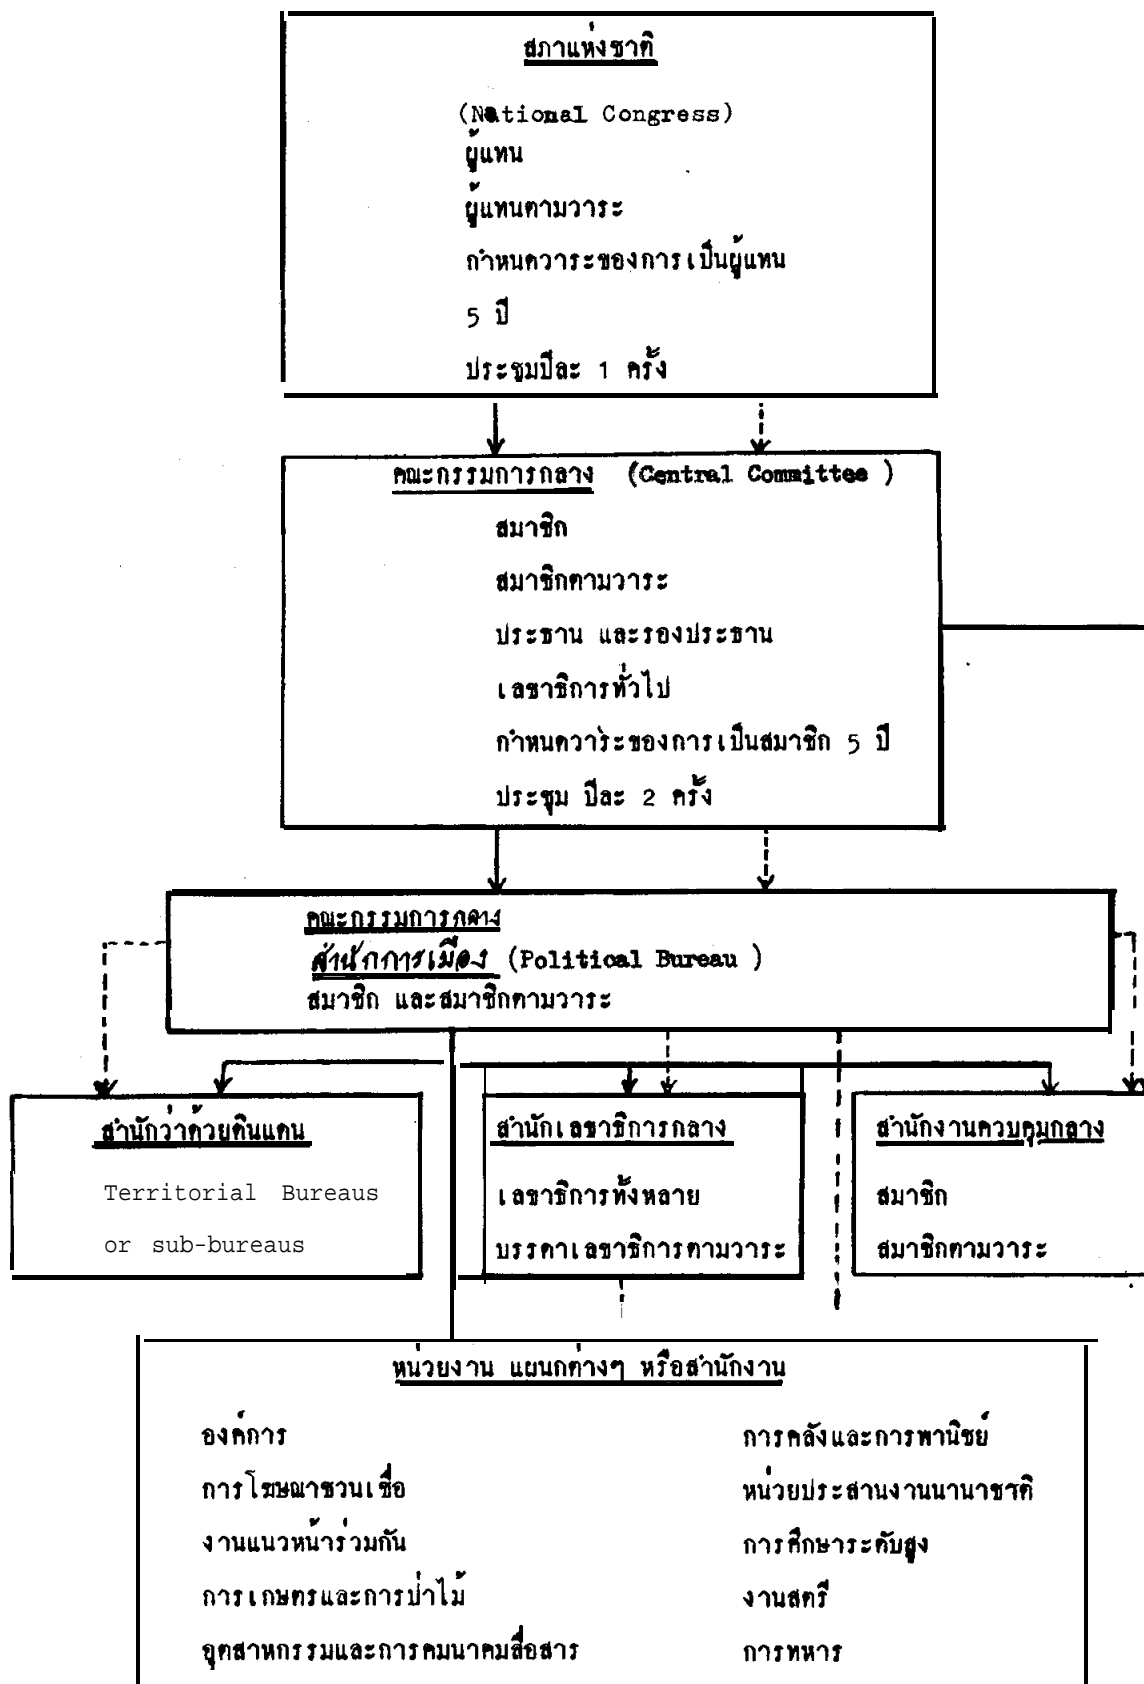 สภาแห่งชาติ
(National Congress)
ผู้แทน
ผู้แทนตามวาระ
กำหนดวาระของการเป็นผู้แทน
5 ปี
ประชุมปีละ 1 ครั้ง
คณะกรรมการกลาง (Central Committee )
สมาชิก
สมาชิกตามวาระ
ประธาน และรองประธาน
เลขาธิการทั่วไป
กำหนดวาระของการเป็นสมาชิก 5 ปี
ประชุม ปีละ 2 ครั้ง
คณะกรรมการกลาง
สำนักการเมือง (Political Bureau )
สมาชิก และสมาชิกตามวาระ
สำนักว่าด้วยดินแดน
Territorial Bureaus
or sub-bureaus
สำนักเลขาธิการกลาง
เลขาธิการทั้งหลาย
บรรดาเลขาธิการตามวาระ
สำนักงานควบคุมกลาง
สมาชิก
สมาชิกตามวาระ
หน่วยงาน แผนกต่างๆ หรือสำนักงาน
องค์การ
การโฆษณาชวนเชื่อ
งานแนวหน้าร่วมกัน
การเกษตรและการป่าไม้
อุตสาหกรรมและการคมนาคมสื่อสาร
การคลังและการพานิชย์
หน่วยประสานงานนานาชาติ
การศึกษาระดับสูง
งานสตรี
การทหาร